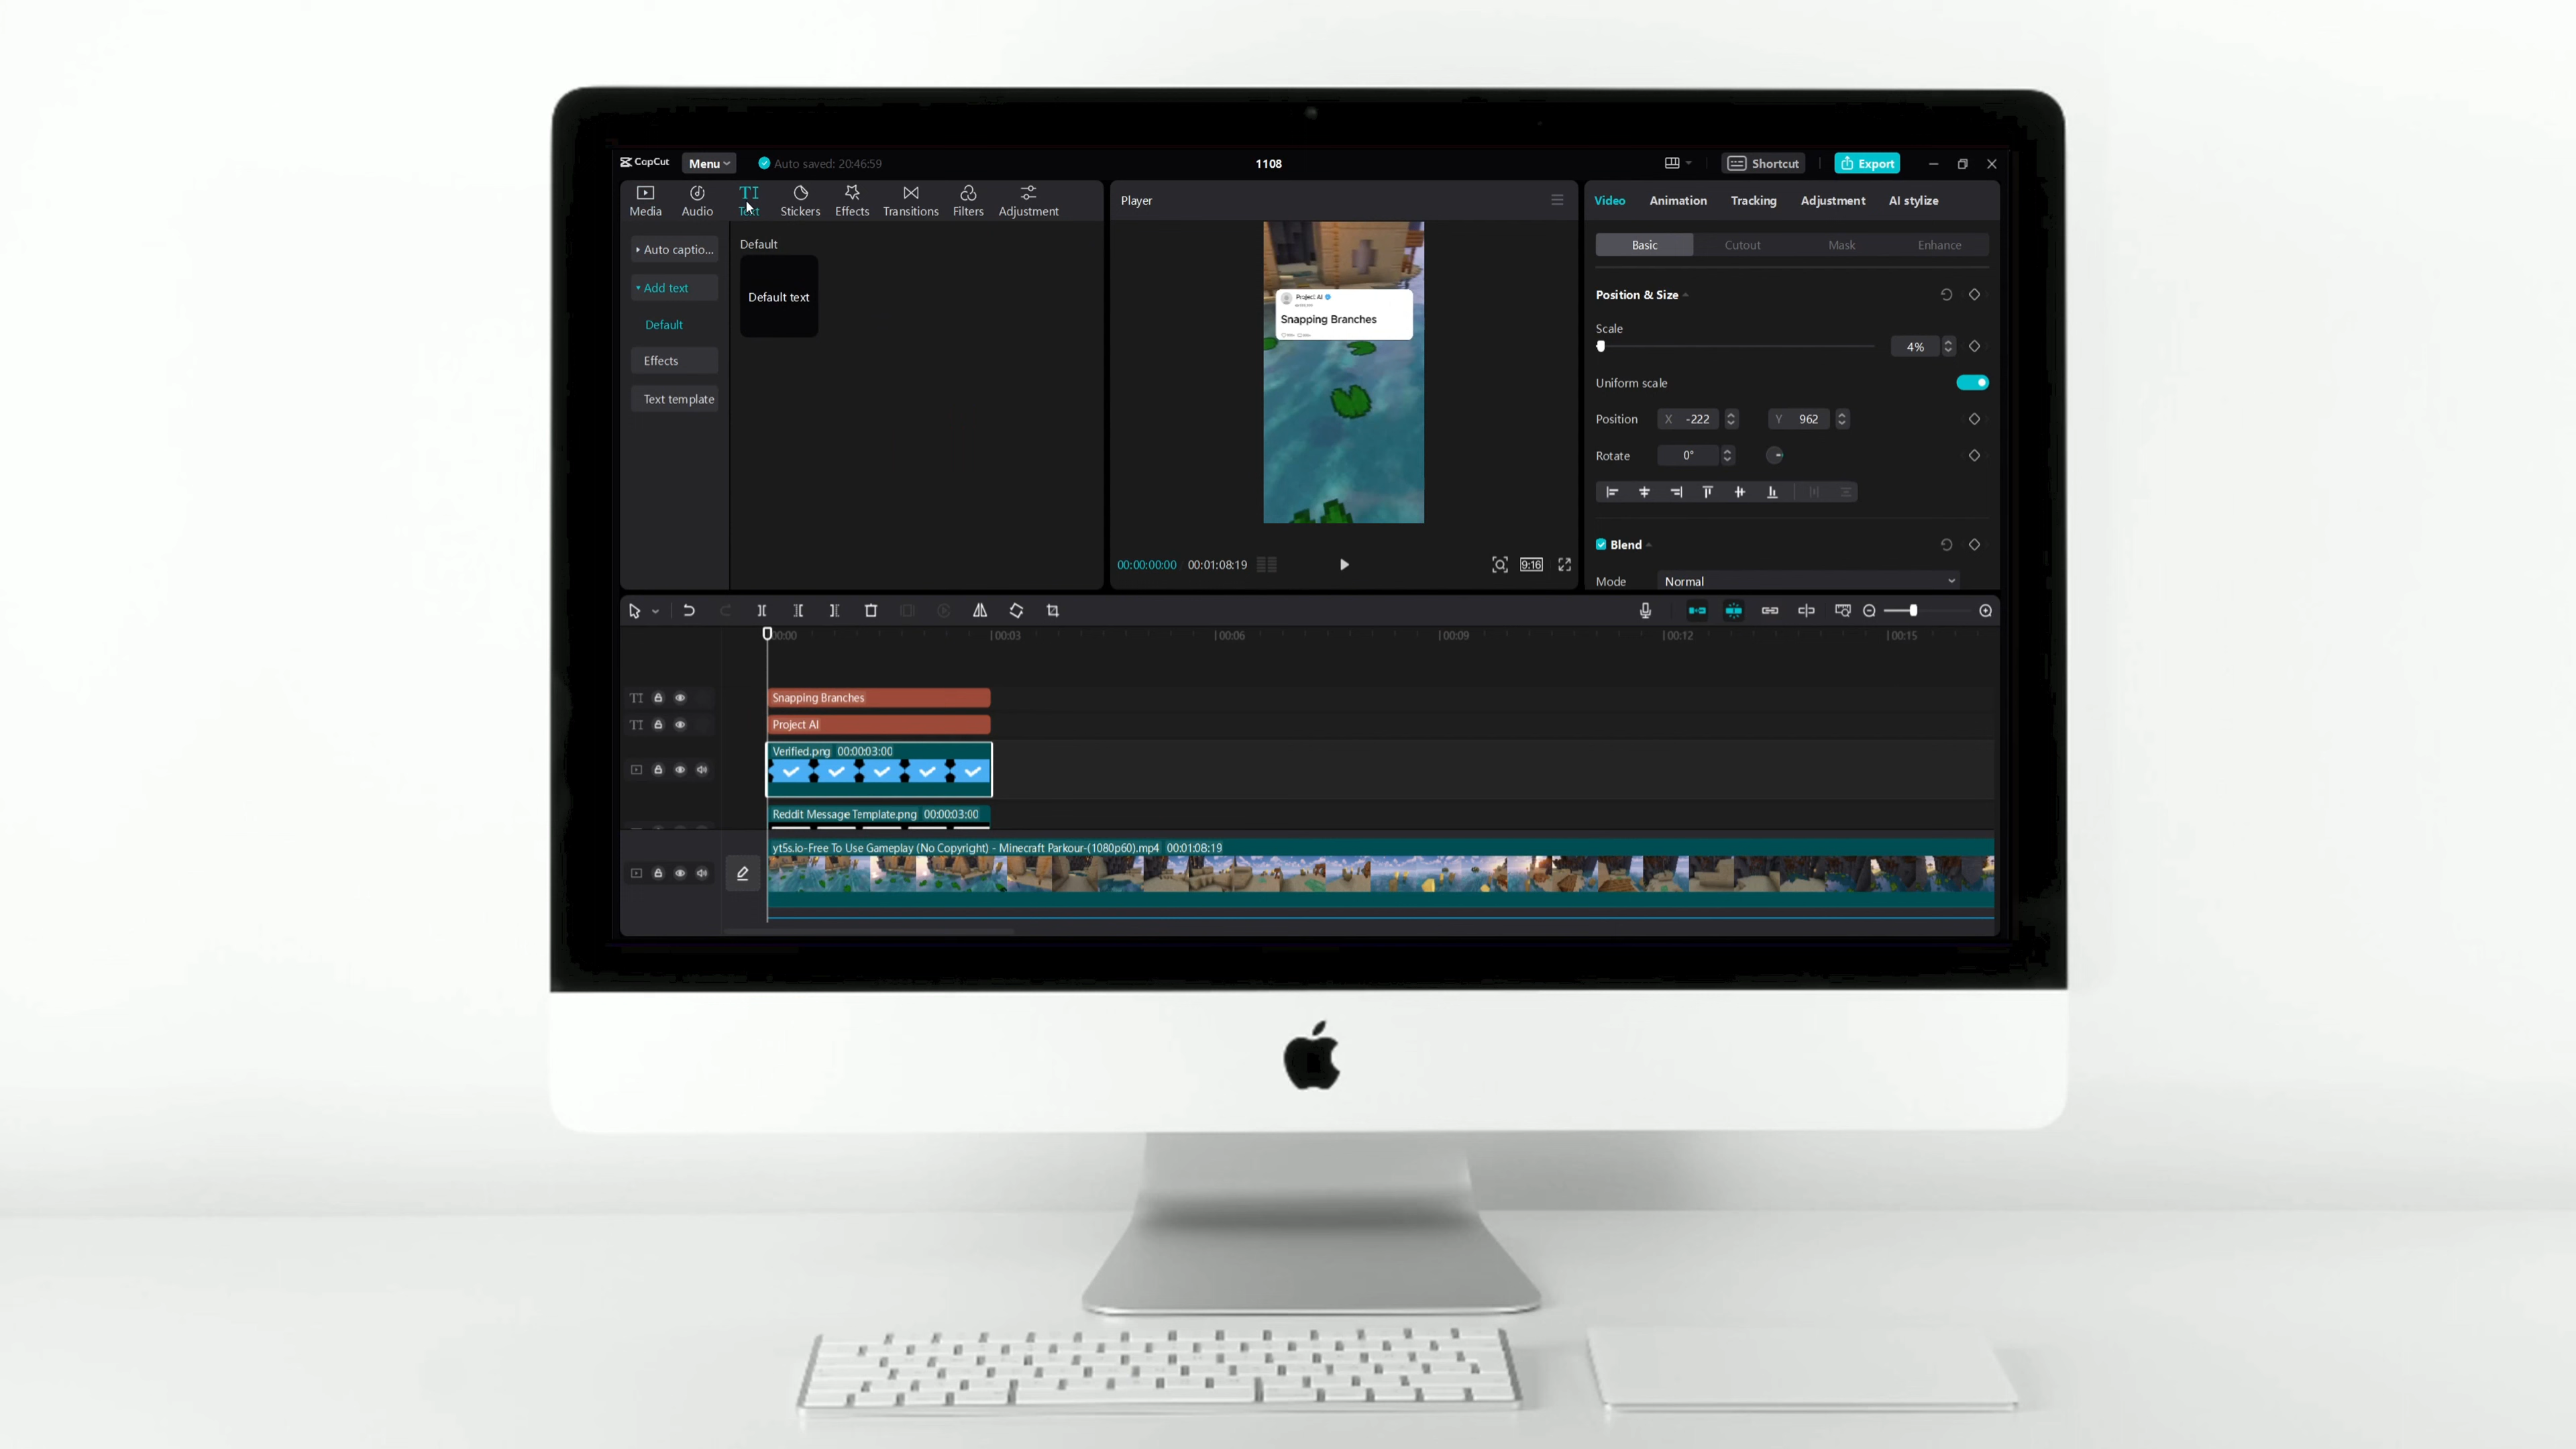 CapCut Menu Auto saved: 20:46:59 1108 Shortcut Export
Media Audio Text Stickers Effects Transitions Filters Adjustment
Auto captio...
Add text
Default
Effects
Text template
Default
Default text
Player
Project AI
Snapping Branches
00:00:00:00 00:01:08:19 9:16
Video Animation Tracking Adjustment AI stylize
Basic Cutout Mask Enhance
Position & Size
Scale
4%
Uniform scale
Position X -222 Y 962
Rotate 0°
Blend
Mode Normal
00:00 00:03 00:06 00:09 00:12 00:15
TI Snapping Branches
TI Project AI
Verified.png 00:00:03:00
Reddit Message Template.png 00:00:03:00
yt5s.io-Free To Use Gameplay (No Copyright) - Minecraft Parkour-(1080p60).mp4 00:01:08:19